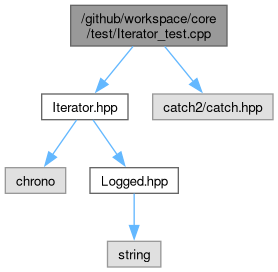 /github/workspace/core
/test/Iterator_test.cpp
Iterator.hpp
catch2/catch.hpp
chrono
Logged.hpp
string